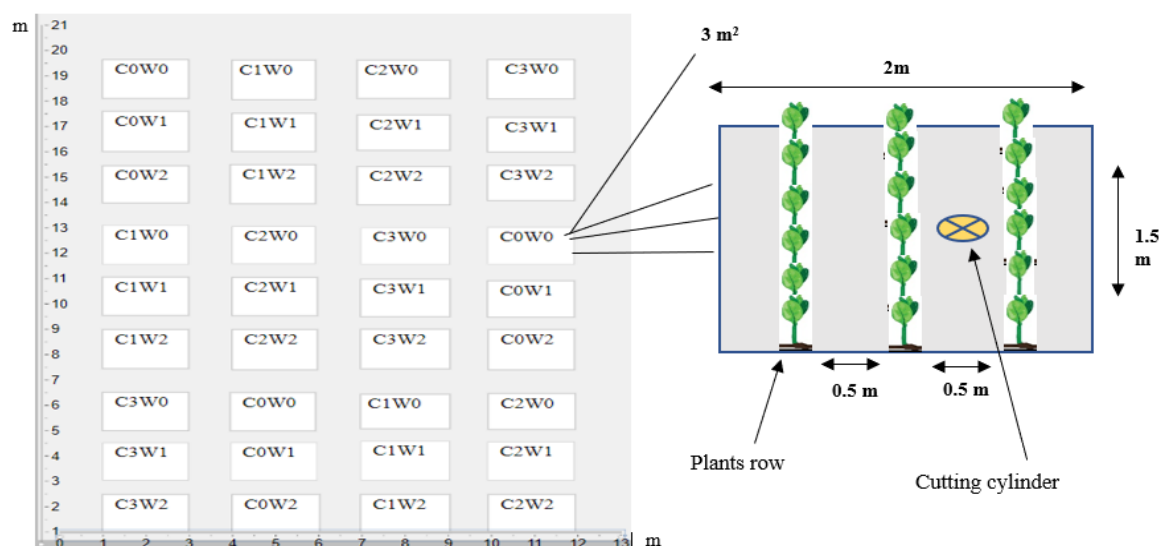 m
21
20
19
18
17
16
15
14
13
12
11
10
9
8
7
6
5
4
3
2
1
C0W0 C1W0 C2W0 C3W0
C0W1 C1W1 C2W1 C3W1
C0W2 C1W2 C2W2 C3W2
C1W0 C2W0 C3W0 C0W0
C1W1 C2W1 C3W1 C0W1
C1W2 C2W2 C3W2 C0W2
C3W0 C0W0 C1W0 C2W0
C3W1 C0W1 C1W1 C2W1
C3W2 C0W2 C1W2 C2W2
0 1 2 3 4 5 6 7 8 9 10 11 12 13 m
3 m²
2m
1.5
m
0.5 m 0.5 m
Plants row
Cutting cylinder